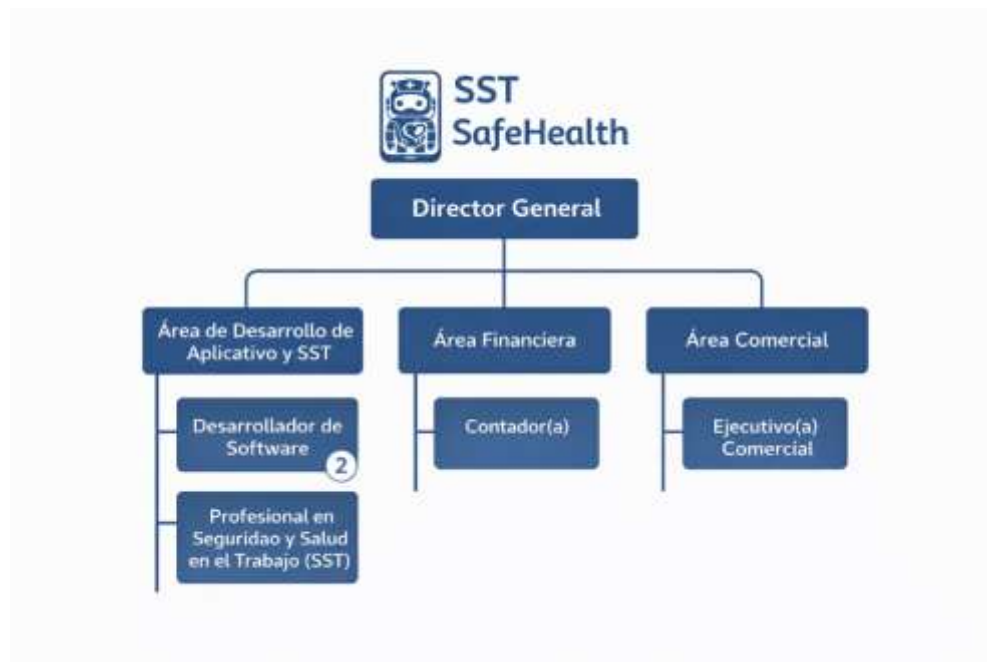 SST
SafeHealth
Director General
Área de Desarrollo de
Aplicativo y SST
Área Financiera
Área Comercial
Desarrollador de
Software
2
Contador(a)
Ejecutivo(a)
Comercial
Profesional en
Seguridao y Salud
en el Trabajo (SST)